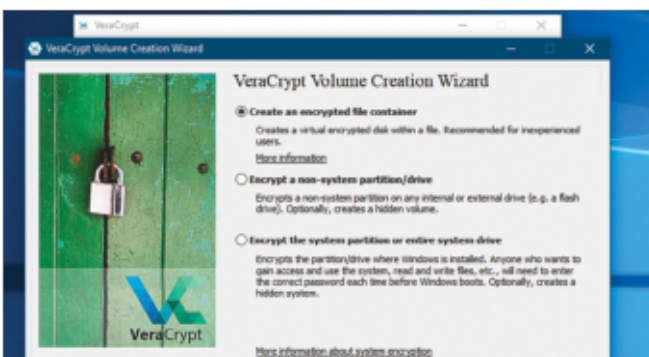 VeraCrypt
VeraCrypt Volume Creation Wizard
VeraCrypt Volume Creation Wizard
Create an encrypted file container
Creates a virtual encrypted disk within a file. Recommended for inexperienced
users.
More information
Encrypt a non-system partition/drive
Encrypts a non-system partition on any internal or external drive (e.g. a flash
drive). Optionally, creates a hidden volume.
Encrypt the system partition or entire system drive
Encrypts the partition/drive where Windows is installed. Anyone who wants to
gain access and use the system, read and write files, etc., will need to enter
the correct password each time before Windows boots. Optionally, creates a
hidden system.
VeraCrypt
More information about system encryption